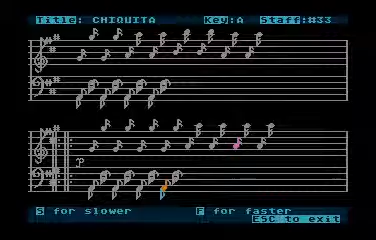 Title: CHIQUITA Key:A Staff:#33
p
S for slower F for faster
ESC to exit